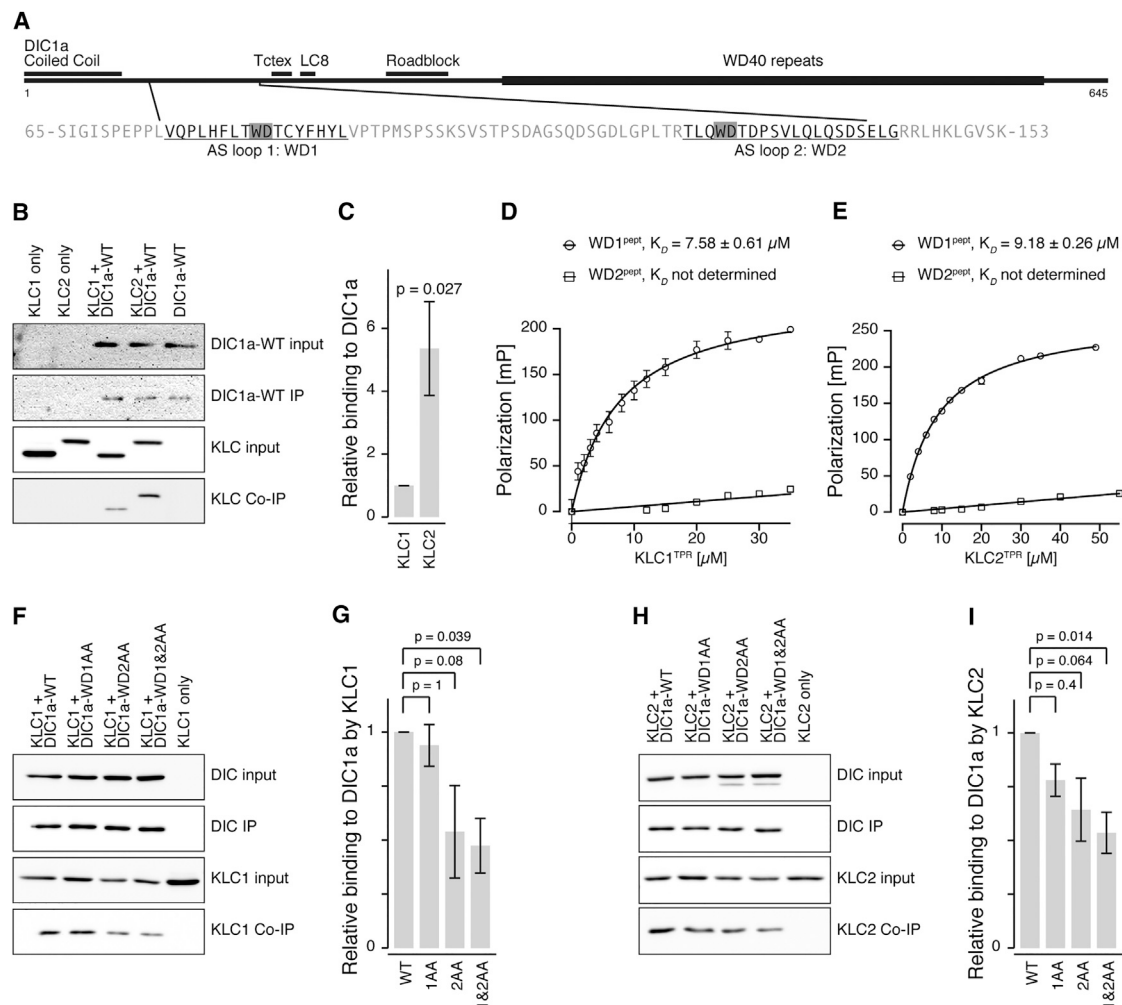 A
DIC1a
Coiled Coil
Tctex
LC8
Roadblock
WD40 repeats
1
645
65-SIGISPEPPLVQPLHFLTWDTCYFHYLVPTPMSPSSKSVSTPSDAGSQDSGDLGPLTRTLQWDTDPSVLQLQSDSELGRRLHKLGVSK-153
AS loop 1: WD1
AS loop 2: WD2
B
KLC1 only
KLC2 only
KLC1 +
DIC1a-WT
KLC2 +
DIC1a-WT
DIC1a-WT
DIC1a-WT input
DIC1a-WT IP
KLC input
KLC Co-IP
C
p = 0.027
Relative binding to DIC1a
6
4
2
0
KLC1
KLC2
D
WD1pept, KD = 7.58 ± 0.61 µM
WD2pept, KD not determined
Polarization [mP]
200
150
100
50
0
0
10
20
30
KLC1TPR [µM]
E
WD1pept, KD = 9.18 ± 0.26 µM
WD2pept, KD not determined
Polarization [mP]
250
200
150
100
50
0
0
10
20
30
40
50
KLC2TPR [µM]
F
KLC1 +
DIC1a-WT
KLC1 +
DIC1a-WD1AA
KLC1 +
DIC1a-WD2AA
KLC1 +
DIC1a-WD1&2AA
KLC1 only
DIC input
DIC IP
KLC1 input
KLC1 Co-IP
G
p = 0.039
p = 0.08
p = 1
Relative binding to DIC1a by KLC1
1
0
WT
1AA
2AA
1&2AA
H
KLC2 +
DIC1a-WT
KLC2 +
DIC1a-WD1AA
KLC2 +
DIC1a-WD2AA
KLC2 +
DIC1a-WD1&2AA
KLC2 only
DIC input
DIC IP
KLC2 input
KLC2 Co-IP
I
p = 0.014
p = 0.064
p = 0.4
Relative binding to DIC1a by KLC2
1
0
WT
1AA
2AA
1&2AA